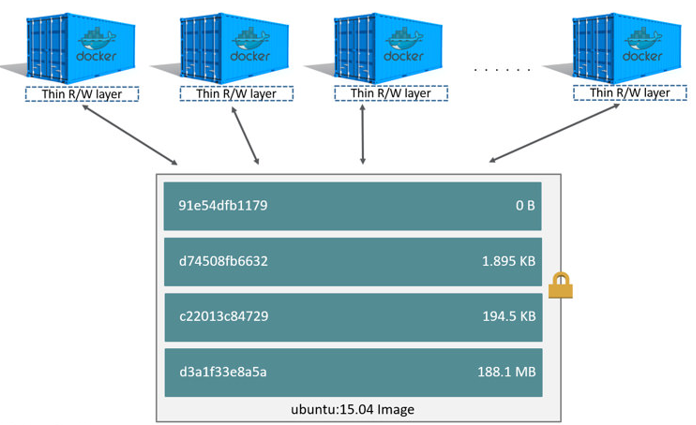 docker docker docker docker
Thin R/W layer Thin R/W layer Thin R/W layer Thin R/W layer
91e54dfb1179 0 B
d74508fb6632 1.895 KB
c22013c84729 194.5 KB
d3a1f33e8a5a 188.1 MB
ubuntu:15.04 Image